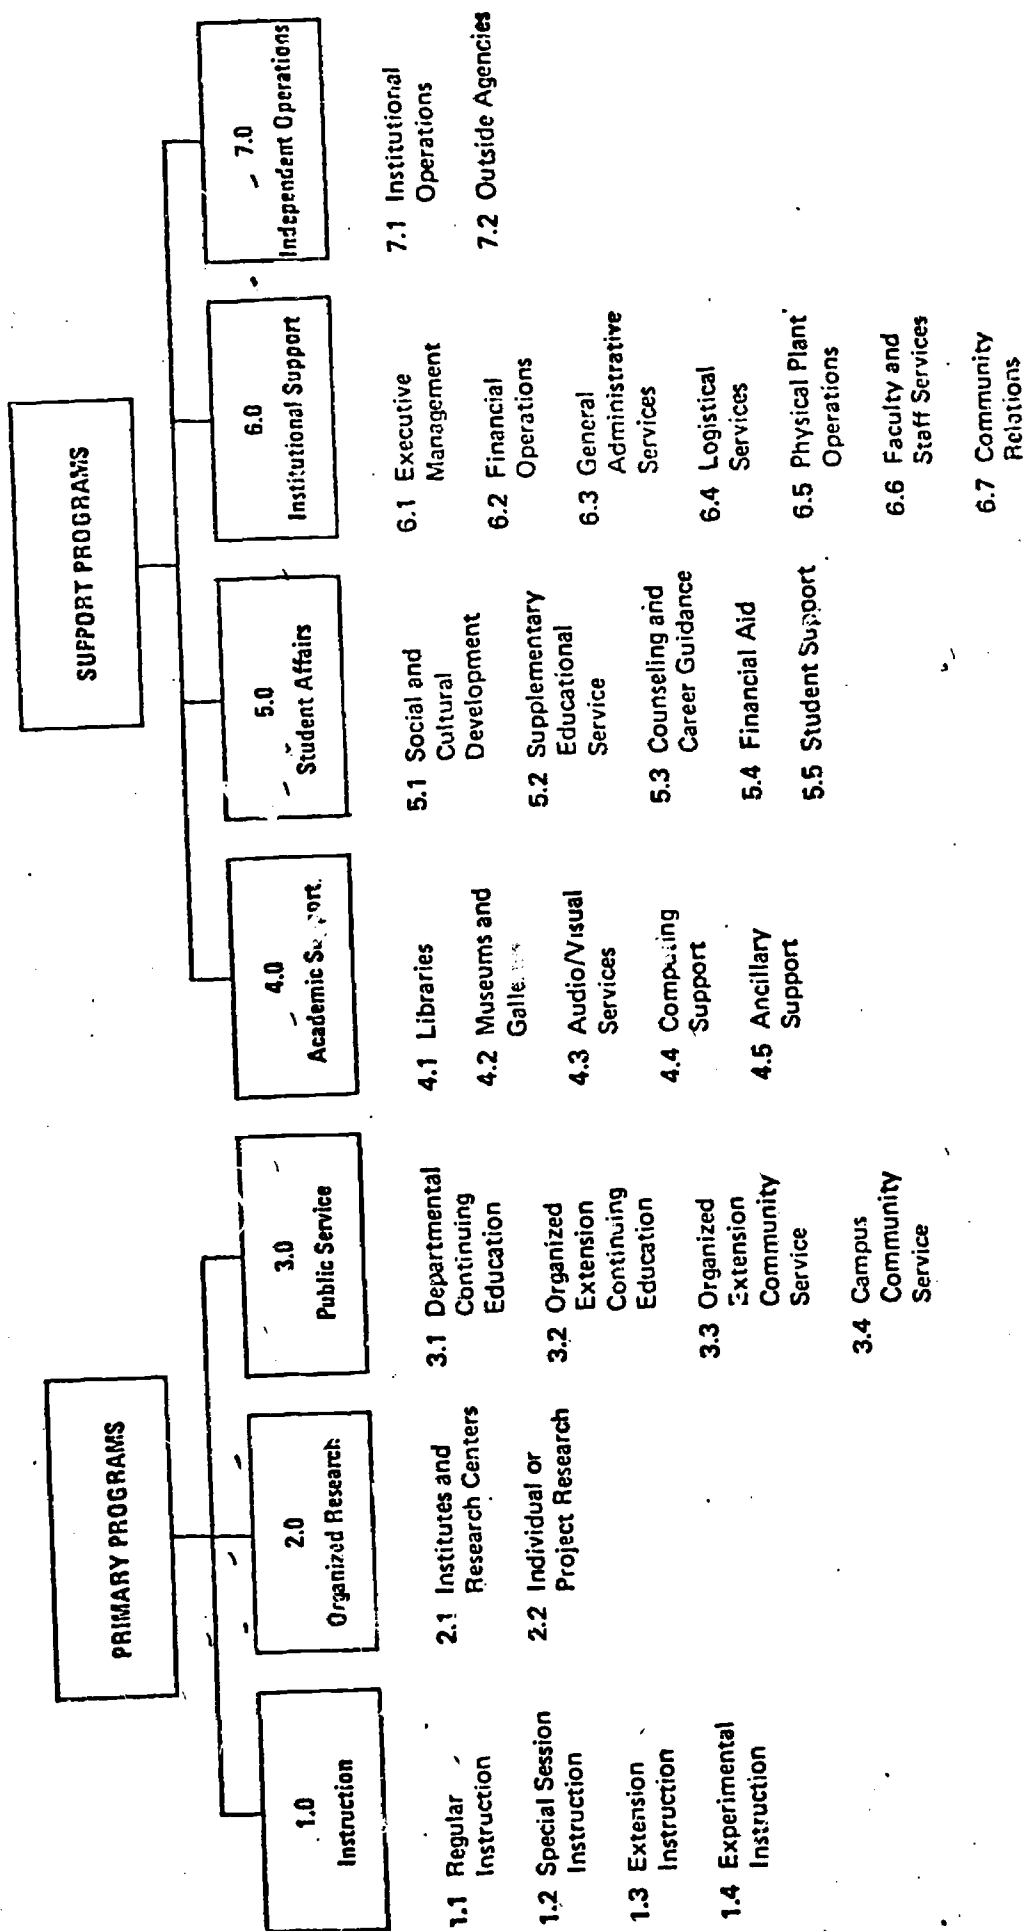 PRIMARY PROGRAMS
1.0
Instruction
1.1 Regular
Instruction
1.2 Special Session
Instruction
1.3 Extension
Instruction
1.4 Experimental
Instruction
2.0
Organized Research
2.1 Institutes and
Research Centers
2.2 Individual or
Project Research
3.0
Public Service
3.1 Departmental
Continuing
Education
3.2 Organized
Extension
Continuing
Education
3.3 Organized
Extension
Community
Service
3.4 Campus
Community
Service
SUPPORT PROGRAMS
4.0
Academic
4.1 Libraries
4.2 Museums and
4.3 Audio/Visual
Services
4.4 Computing
Support
4.5 Ancillary
Support
5.0
Student Affairs
5.1 Social and
Cultural
Development
5.2 Supplementary
Educational
Service
5.3 Counseling and
Career Guidance
5.4 Financial Aid
5.5 Student Support
6.0
Institutional Support
6.1 Executive
Management
6.2 Financial
Operations
6.3 General
Administrative
Services
6.4 Logistical
Services
6.5 Physical Plant
Operations
6.6 Faculty and
Staff Services
6.7 Community
Relations
7.0
Independent Operations
7.1 Institutional
Operations
7.2 Outside Agencies